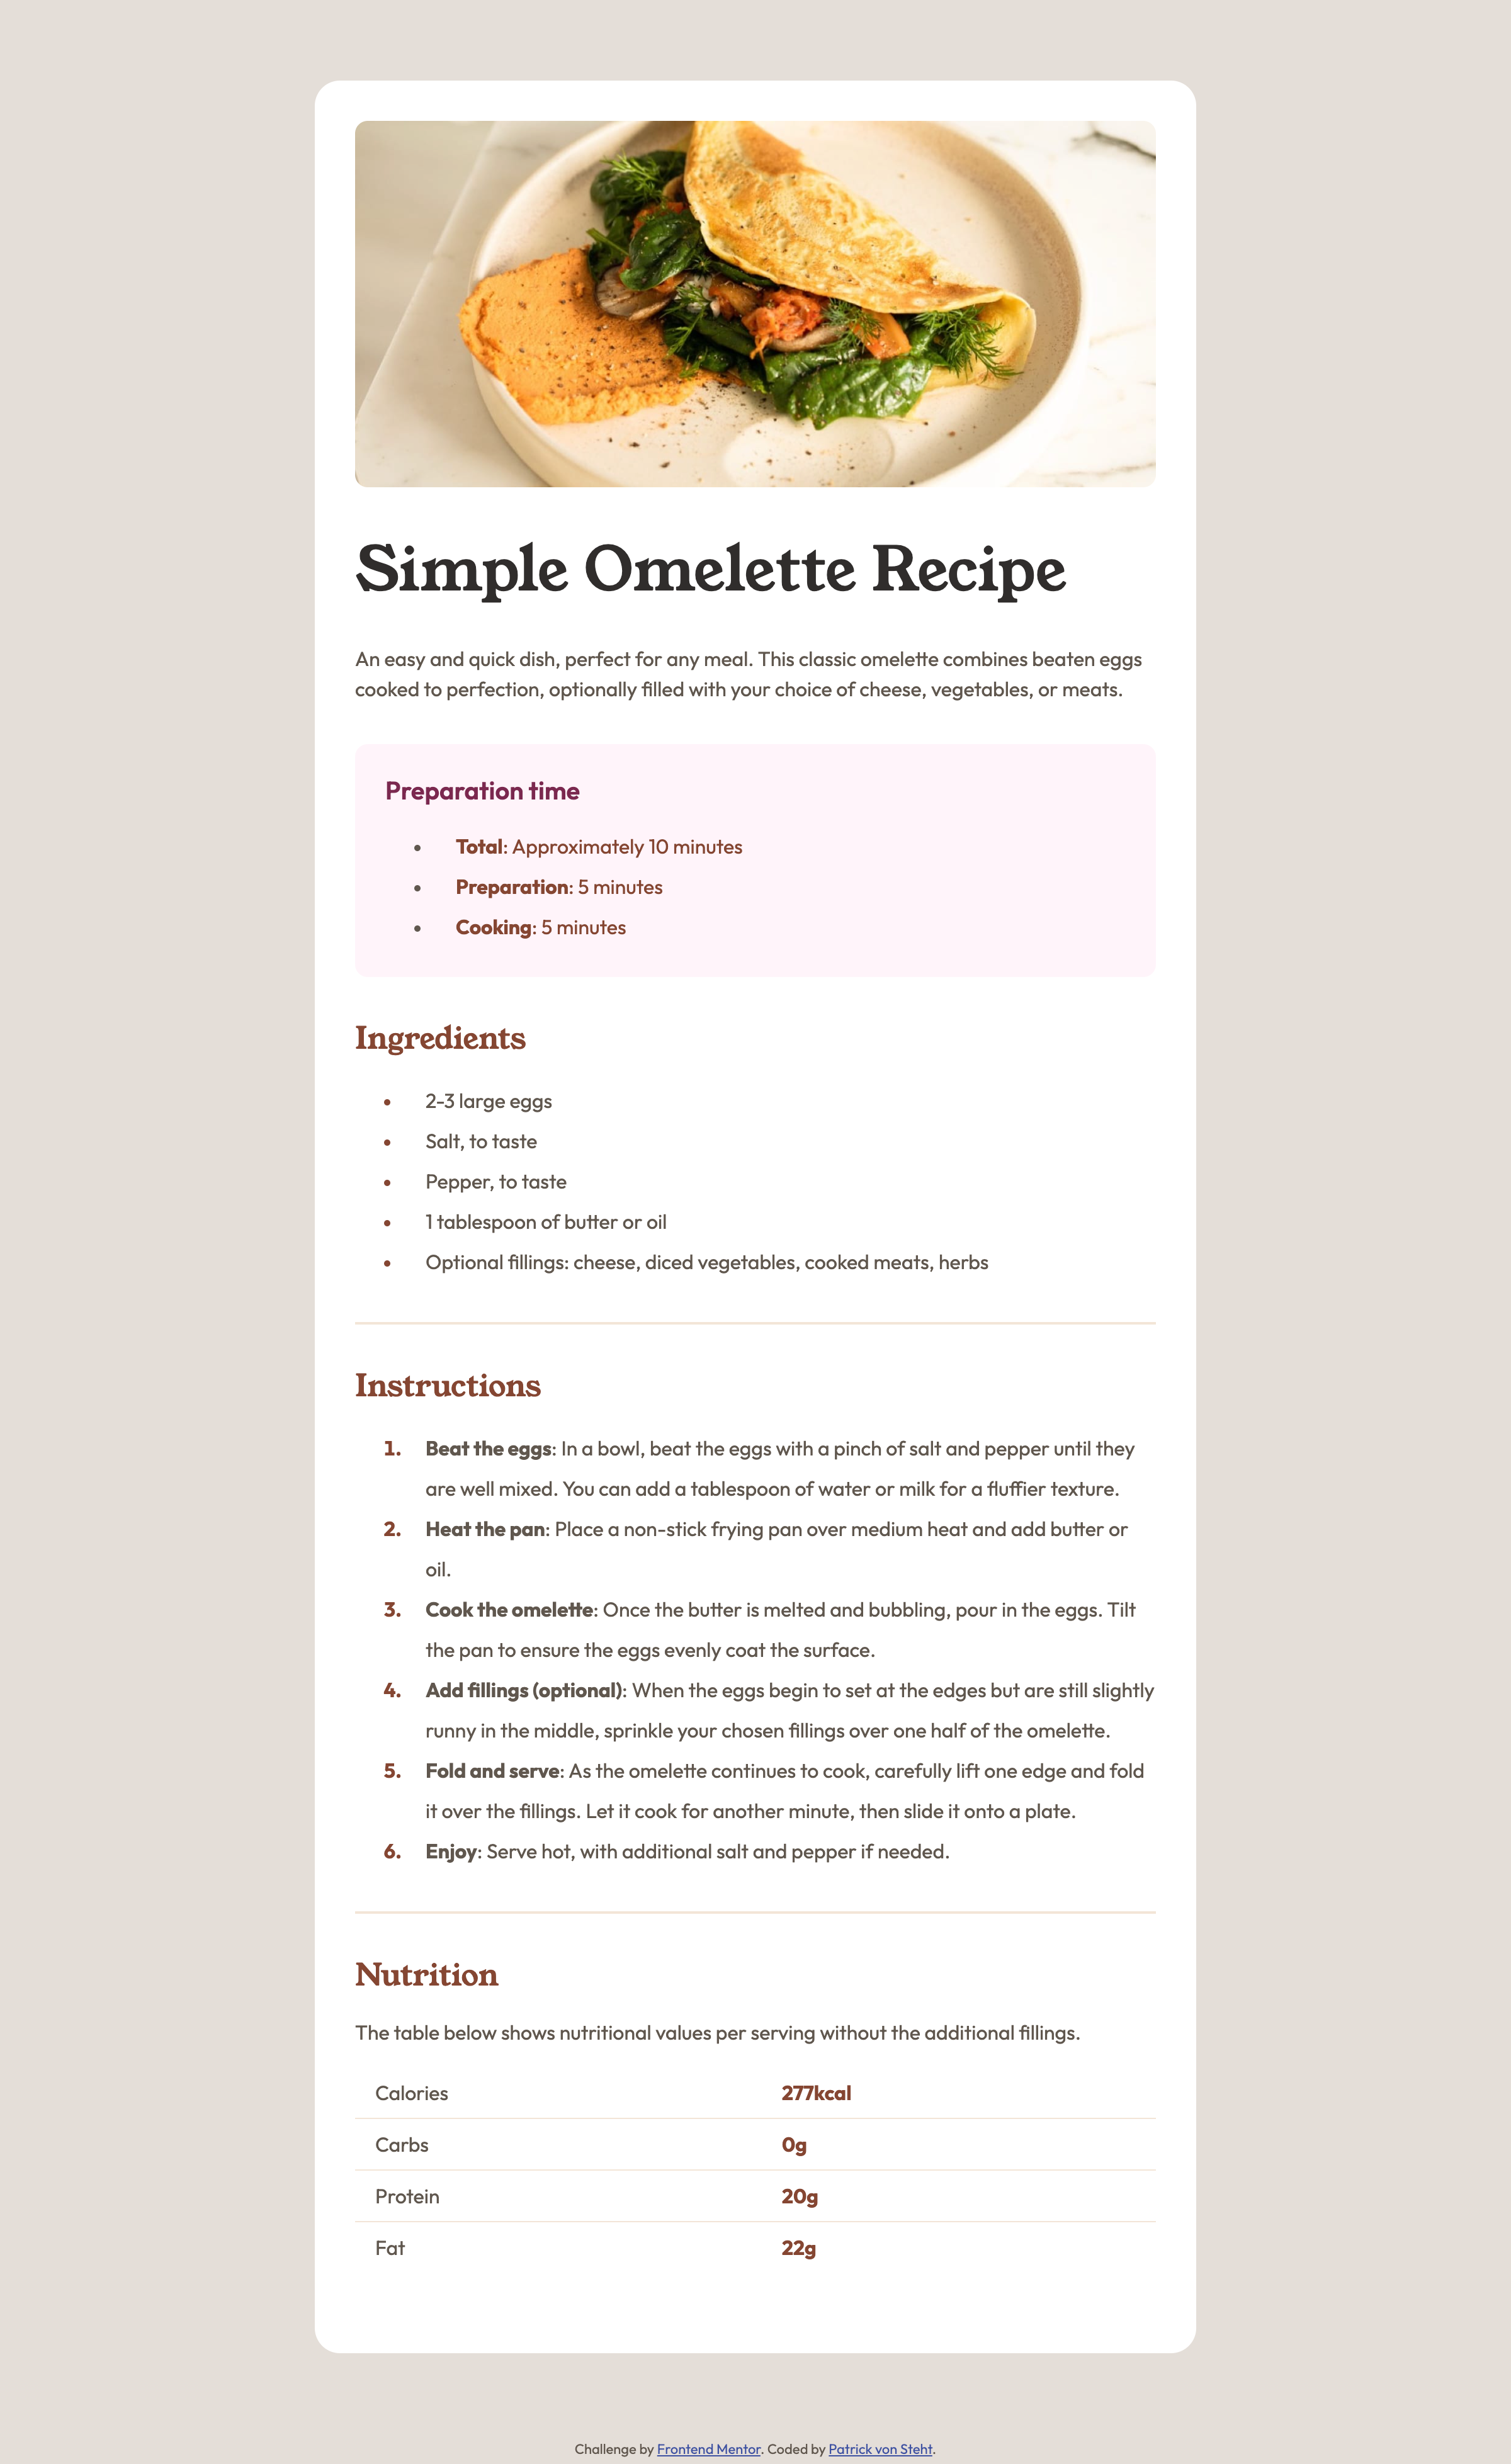 Simple Omelette Recipe
An easy and quick dish, perfect for any meal. This classic omelette combines beaten eggs
cooked to perfection, optionally filled with your choice of cheese, vegetables, or meats.
Preparation time
• Total: Approximately 10 minutes
• Preparation: 5 minutes
• Cooking: 5 minutes
Ingredients
• 2-3 large eggs
• Salt, to taste
• Pepper, to taste
• 1 tablespoon of butter or oil
• Optional fillings: cheese, diced vegetables, cooked meats, herbs
Instructions
1. Beat the eggs: In a bowl, beat the eggs with a pinch of salt and pepper until they
are well mixed. You can add a tablespoon of water or milk for a fluffier texture.
2. Heat the pan: Place a non-stick frying pan over medium heat and add butter or
oil.
3. Cook the omelette: Once the butter is melted and bubbling, pour in the eggs. Tilt
the pan to ensure the eggs evenly coat the surface.
4. Add fillings (optional): When the eggs begin to set at the edges but are still slightly
runny in the middle, sprinkle your chosen fillings over one half of the omelette.
5. Fold and serve: As the omelette continues to cook, carefully lift one edge and fold
it over the fillings. Let it cook for another minute, then slide it onto a plate.
6. Enjoy: Serve hot, with additional salt and pepper if needed.
Nutrition
The table below shows nutritional values per serving without the additional fillings.
Calories 277kcal
Carbs 0g
Protein 20g
Fat 22g
Challenge by Frontend Mentor. Coded by Patrick von Steht.